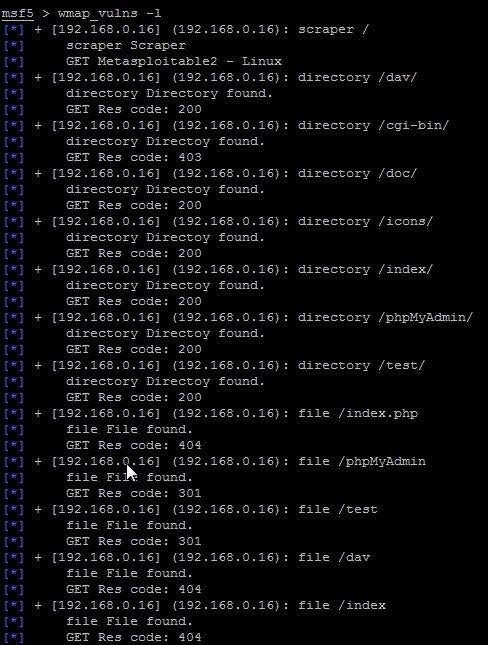 msf5 > wmap_vulns -l
[*] + [192.168.0.16] (192.168.0.16): scraper /
[*] scraper Scraper
[*] GET Metasploitable2 - Linux
[*] + [192.168.0.16] (192.168.0.16): directory /dav/
[*] directory Directory found.
[*] GET Res code: 200
[*] + [192.168.0.16] (192.168.0.16): directory /cgi-bin/
[*] directory Directoy found.
[*] GET Res code: 403
[*] + [192.168.0.16] (192.168.0.16): directory /doc/
[*] directory Directoy found.
[*] GET Res code: 200
[*] + [192.168.0.16] (192.168.0.16): directory /icons/
[*] directory Directoy found.
[*] GET Res code: 200
[*] + [192.168.0.16] (192.168.0.16): directory /index/
[*] directory Directoy found.
[*] GET Res code: 200
[*] + [192.168.0.16] (192.168.0.16): directory /phpMyAdmin/
[*] directory Directoy found.
[*] GET Res code: 200
[*] + [192.168.0.16] (192.168.0.16): directory /test/
[*] directory Directoy found.
[*] GET Res code: 200
[*] + [192.168.0.16] (192.168.0.16): file /index.php
[*] file File found.
[*] GET Res code: 404
[*] + [192.168.0.16] (192.168.0.16): file /phpMyAdmin
[*] file File found.
[*] GET Res code: 301
[*] + [192.168.0.16] (192.168.0.16): file /test
[*] file File found.
[*] GET Res code: 301
[*] + [192.168.0.16] (192.168.0.16): file /dav
[*] file File found.
[*] GET Res code: 404
[*] + [192.168.0.16] (192.168.0.16): file /index
[*] file File found.
[*] GET Res code: 404